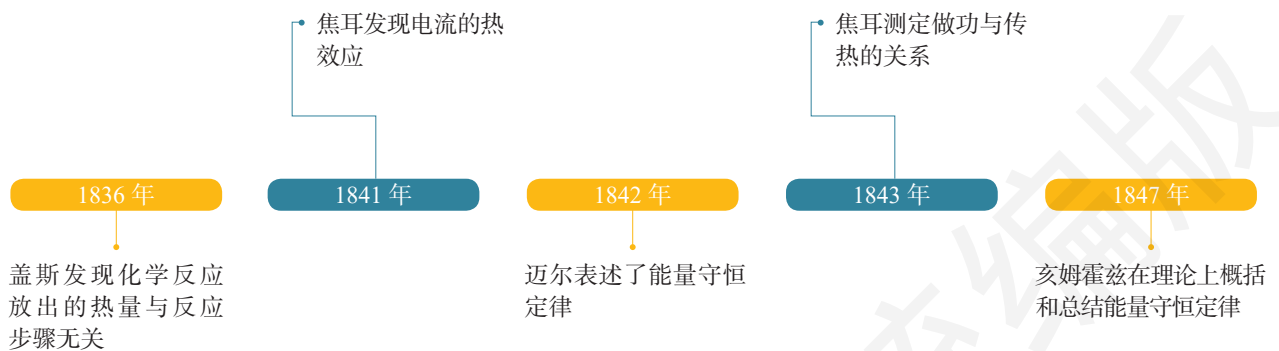 焦耳发现电流的热
效应
焦耳测定做功与传
热的关系
1836 年
1841 年
1842 年
1843 年
1847 年
盖斯发现化学反应
放出的热量与反应
步骤无关
迈尔表述了能量守恒
定律
亥姆霍兹在理论上概括
和总结能量守恒定律
统编版